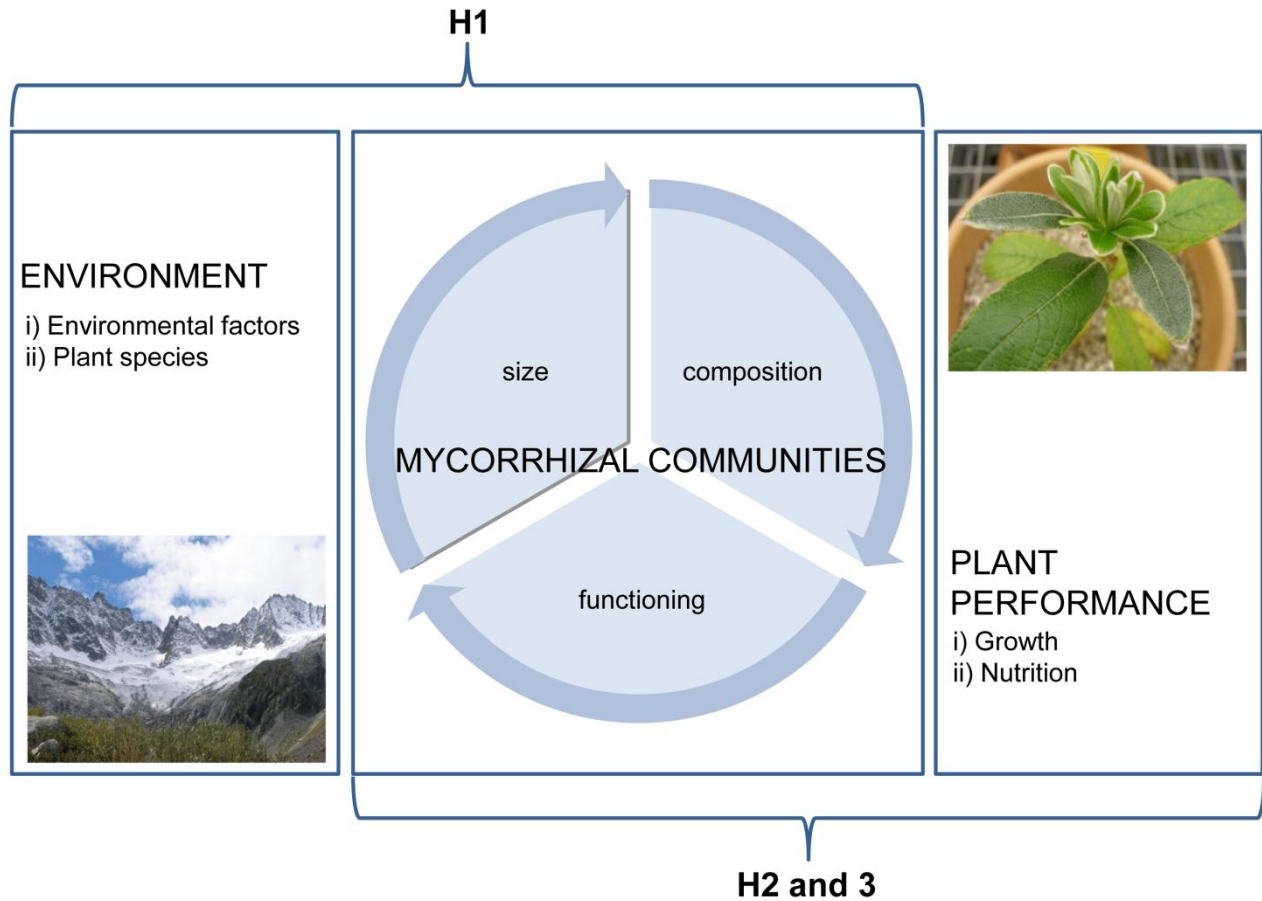 H1
ENVIRONMENT
i) Environmental factors
ii) Plant species
size
composition
MYCORRHIZAL COMMUNITIES
functioning
PLANT
PERFORMANCE
i) Growth
ii) Nutrition
H2 and 3